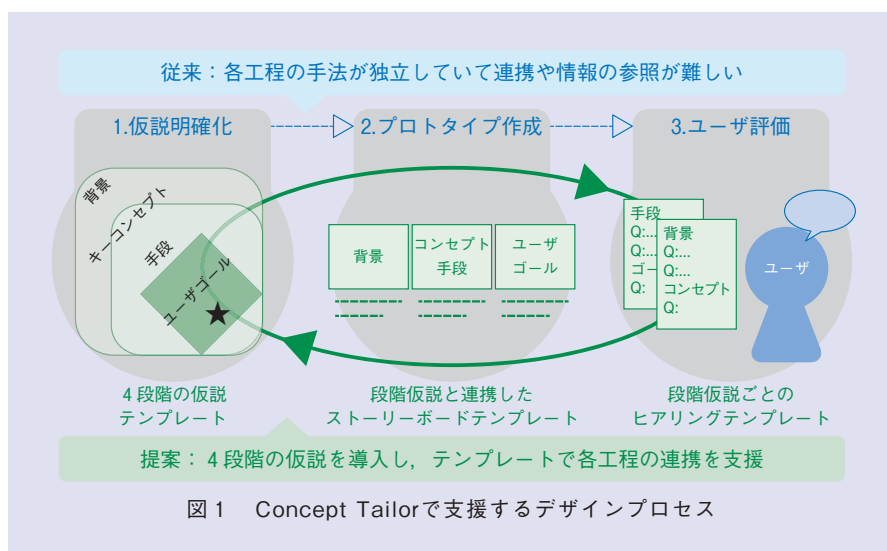 従来：各工程の手法が独立していて連携や情報の参照が難しい
1.仮説明確化
2.プロトタイプ作成
3.ユーザ評価
背景
キーコンセプト
手段
ユーザゴール
背景
コンセプト
手段
ユーザ
ゴール
手段
Q:...
Q:...
ゴー
Q:
背景
Q:...
Q:...
コンセプト
Q:
ユーザ
4段階の仮説
テンプレート
段階仮説と連携した
ストーリーボードテンプレート
段階仮説ごとの
ヒアリングテンプレート
提案：4段階の仮説を導入し，テンプレートで各工程の連携を支援
図1　Concept Tailorで支援するデザインプロセス